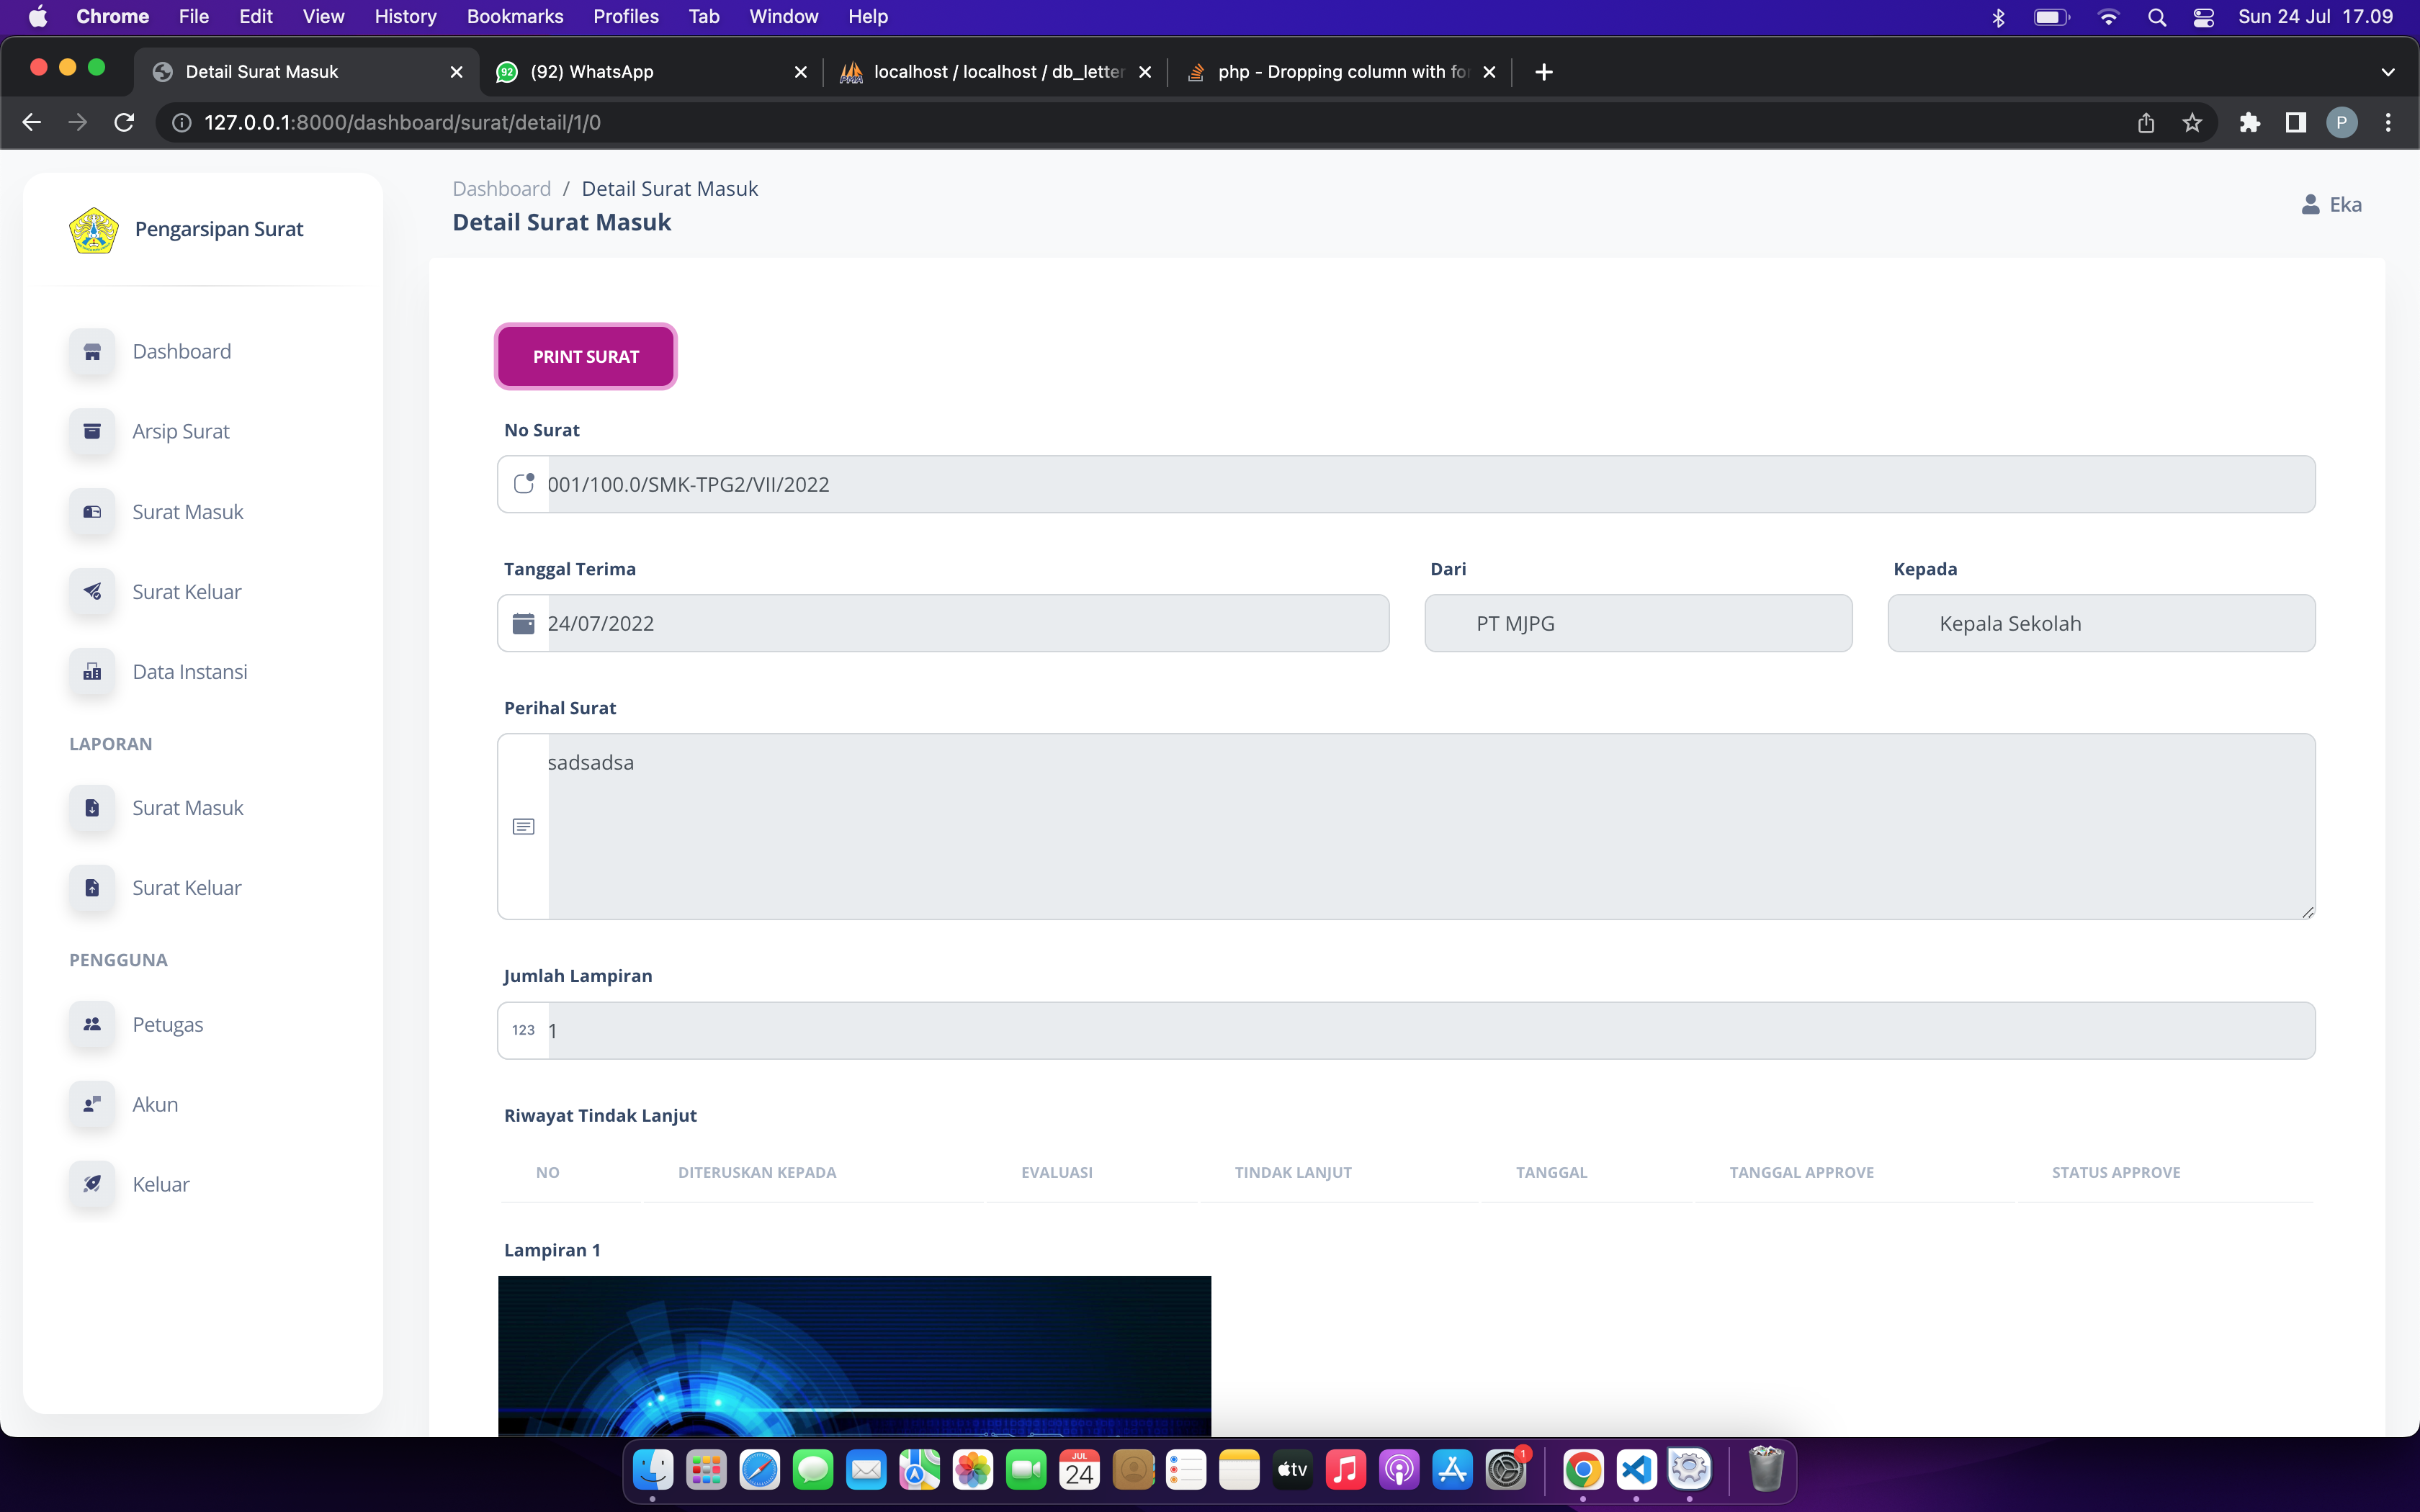 Chrome File Edit View History Bookmarks Profiles Tab Window Help Sun 24 Jul 17.09
Detail Surat Masuk (92) WhatsApp localhost / localhost / db_letter php - Dropping column with fo
127.0.0.1:8000/dashboard/surat/detail/1/0 P
Pengarsipan Surat
Dashboard
Arsip Surat
Surat Masuk
Surat Keluar
Data Instansi
LAPORAN
Surat Masuk
Surat Keluar
PENGGUNA
Petugas
Akun
Keluar
Dashboard / Detail Surat Masuk
Detail Surat Masuk
Eka
PRINT SURAT
No Surat
001/100.0/SMK-TPG2/VII/2022
Tanggal Terima Dari Kepada
24/07/2022 PT MJPG Kepala Sekolah
Perihal Surat
sadsadsa
Jumlah Lampiran
123 1
Riwayat Tindak Lanjut
NO DITERUSKAN KEPADA EVALUASI TINDAK LANJUT TANGGAL TANGGAL APPROVE STATUS APPROVE
Lampiran 1
JUL
24
tv
1